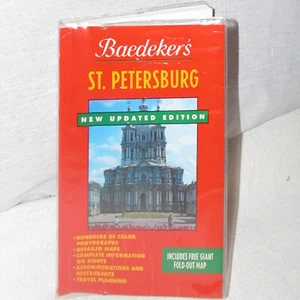 Baedeker's
ST. PETERSBURG
NEW UPDATED EDITION
• HUNDREDS OF COLOR
PHOTOGRAPHS
• DETAILED MAPS
• COMPLETE INFORMATION
ON SIGHTS
• ACCOMMODATIONS AND
RESTAURANTS
• TRAVEL PLANNING
INCLUDES FREE GIANT
FOLD-OUT MAP